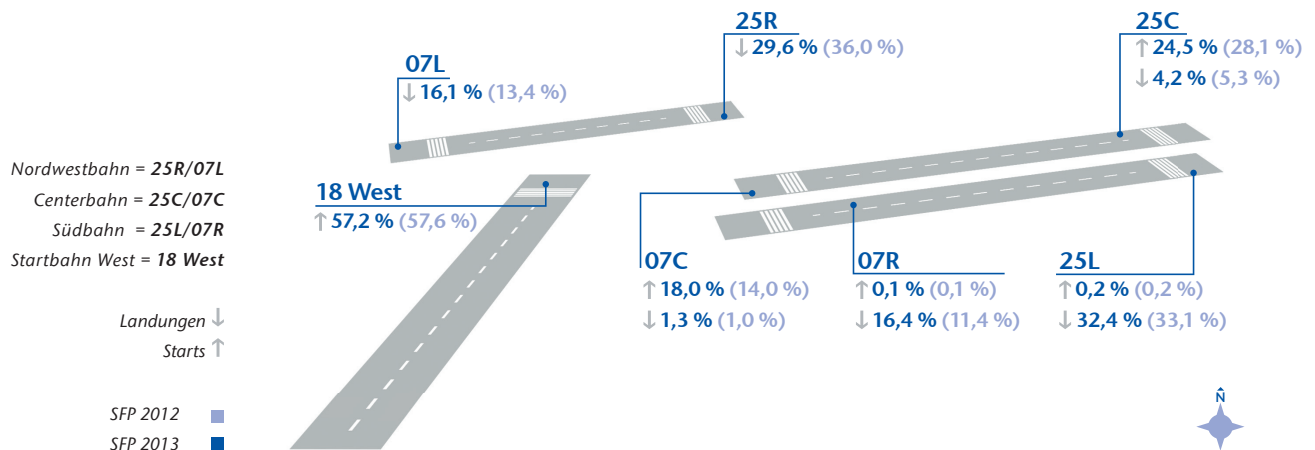 25R
↓ 29,6 % (36,0 %)
25C
↑ 24,5 % (28,1 %)
↓ 4,2 % (5,3 %)
07L
↓ 16,1 % (13,4 %)
Nordwestbahn = 25R/07L
Centerbahn = 25C/07C
Südbahn = 25L/07R
Startbahn West = 18 West
18 West
↑ 57,2 % (57,6 %)
07C
↑ 18,0 % (14,0 %)
↓ 1,3 % (1,0 %)
07R
↑ 0,1 % (0,1 %)
↓ 16,4 % (11,4 %)
25L
↑ 0,2 % (0,2 %)
↓ 32,4 % (33,1 %)
Landungen ↓
Starts ↑
SFP 2012
SFP 2013
N